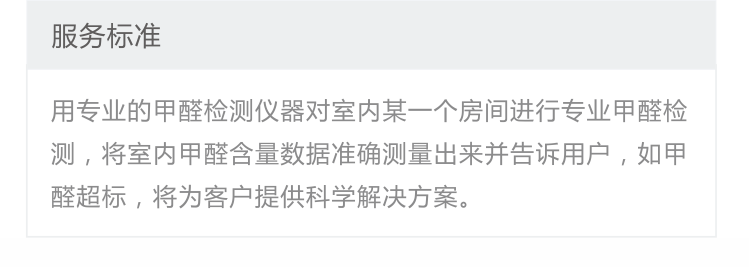 服务标准
用专业的甲醛检测仪器对室内某一个房间进行专业甲醛检
测，将室内甲醛含量数据准确测量出来并告诉用户，如甲
醛超标，将为客户提供科学解决方案。